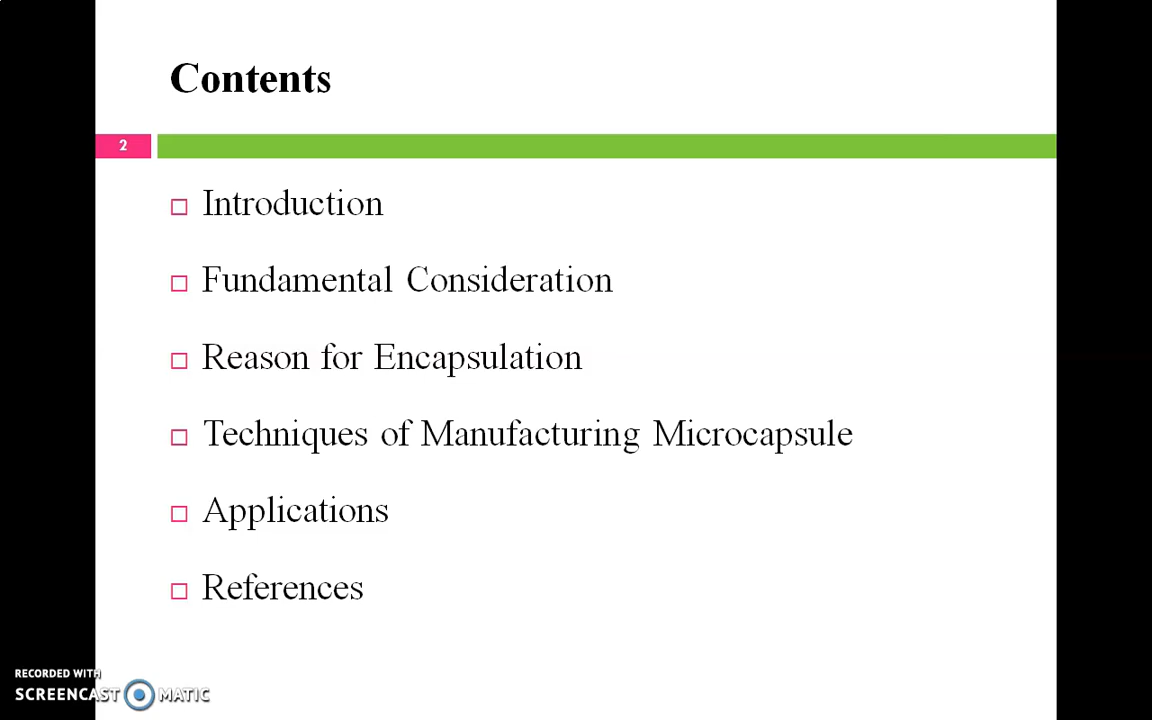 Contents
2
Introduction
Fundamental Consideration
Reason for Encapsulation
Techniques of Manufacturing Microcapsule
Applications
References
RECORDED WITH
SCREENCAST MATIC